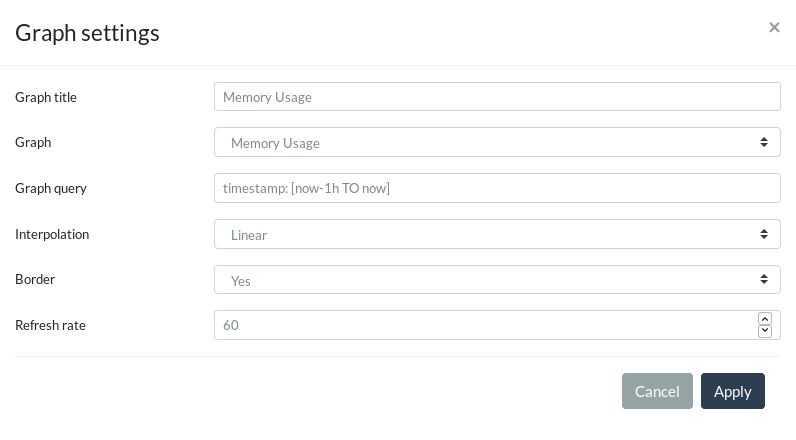 Graph settings ×
Graph title Memory Usage
Graph Memory Usage
Graph query timestamp: [now-1h TO now]
Interpolation Linear
Border Yes
Refresh rate 60
Cancel Apply